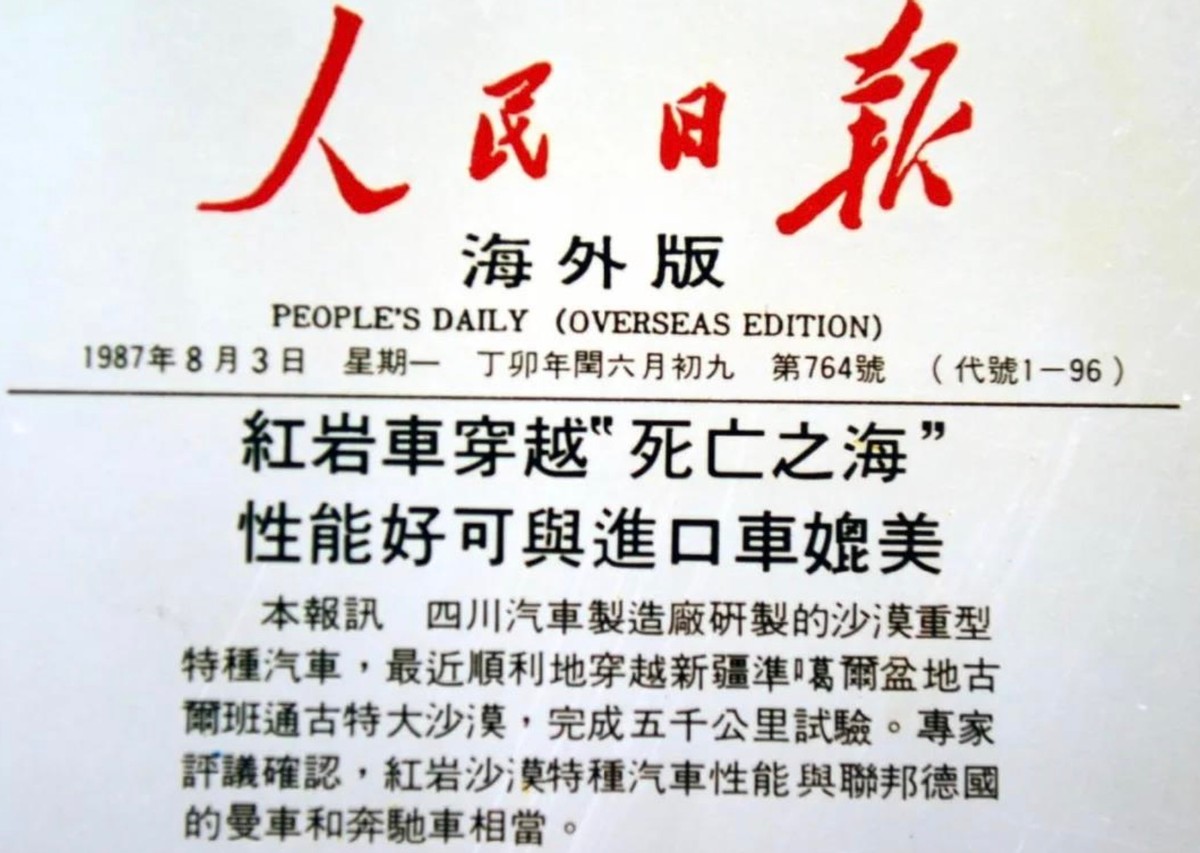 人民日报
海外版
PEOPLE'S DAILY (OVERSEAS EDITION)
1987年8月3日 星期一 丁卯年閏六月初九 第764號 (代號1-96)
紅岩車穿越“死亡之海”
性能好可與進口車媲美
本報訊 四川汽車製造廠研製的沙漠重型
特種汽車，最近順利地穿越新疆準噶爾盆地古
爾班通古特大沙漠，完成五千公里試驗。專家
評議確認，紅岩沙漠特種汽車性能與聯邦德國
的曼車和奔馳車相當。